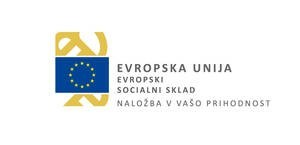 EVROPSKA UNIJA
EVROPSKI
SOCIALNI SKLAD
NALOŽBA V VAŠO PRIHODNOST